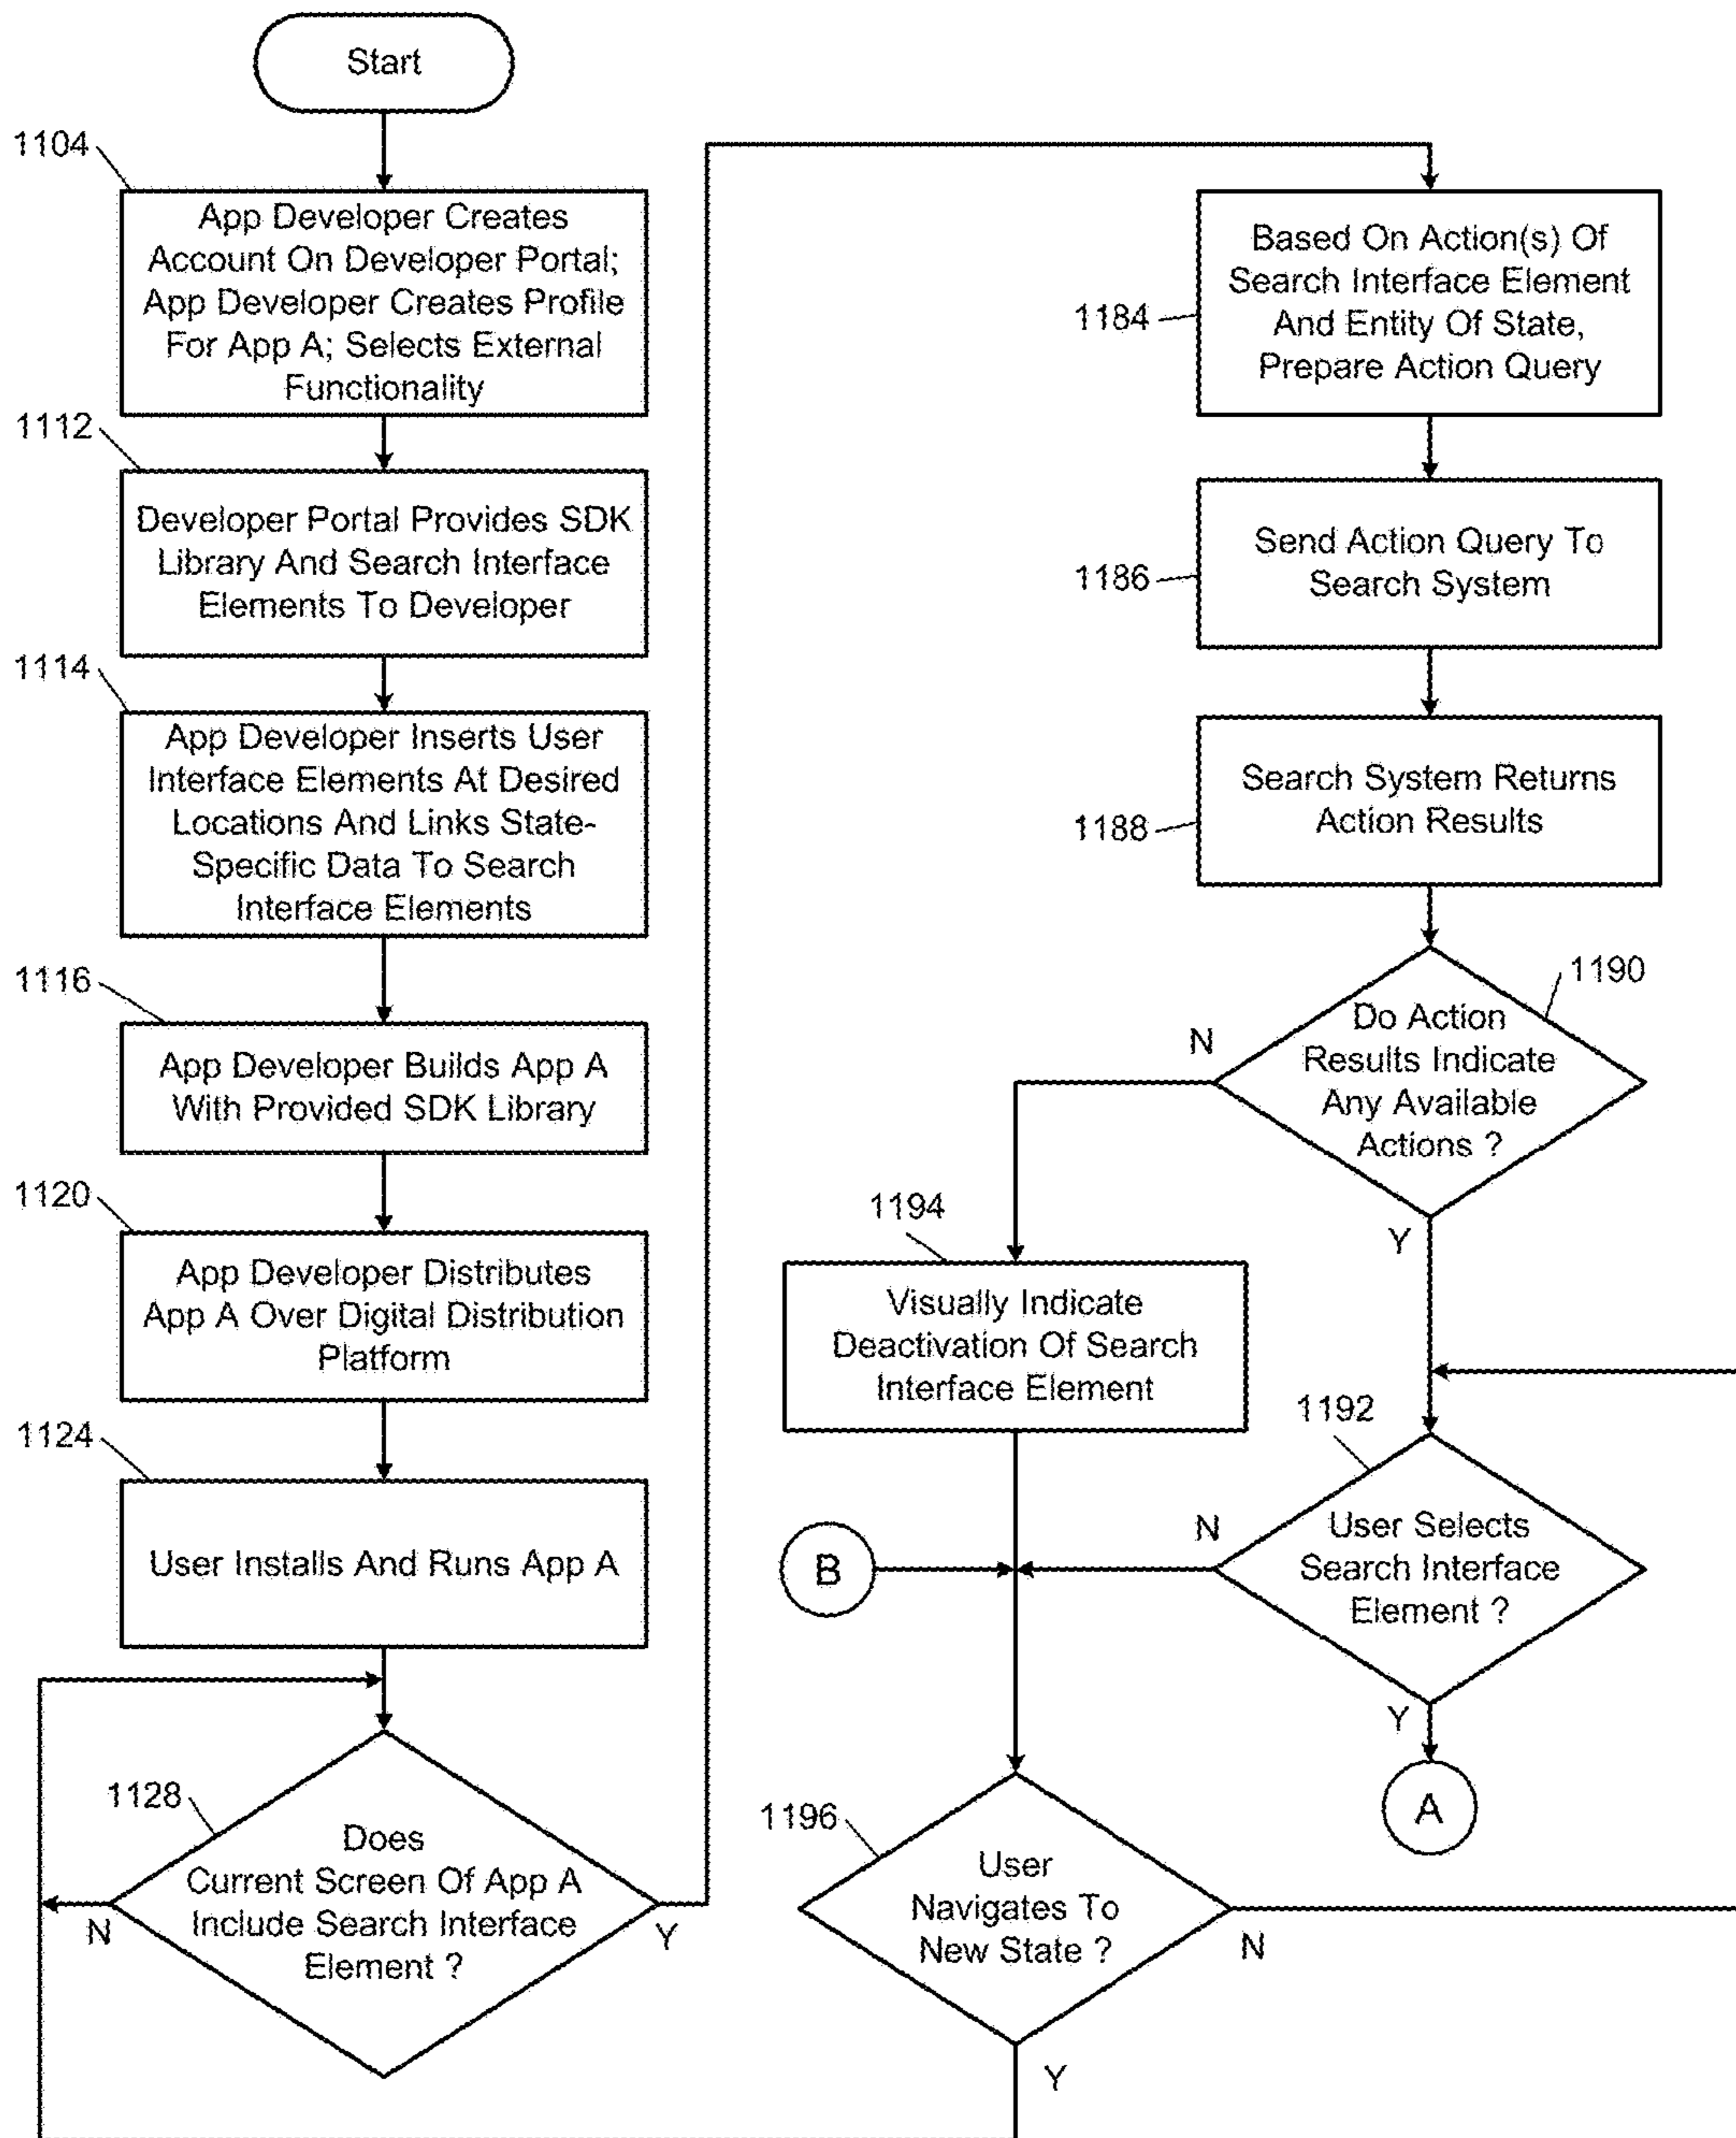 Start
1104
App Developer Creates
Account On Developer Portal;
App Developer Creates Profile
For App A; Selects External
Functionality
1112
Developer Portal Provides SDK
Library And Search Interface
Elements To Developer
1114
App Developer Inserts User
Interface Elements At Desired
Locations And Links State-
Specific Data To Search
Interface Elements
1116
App Developer Builds App A
With Provided SDK Library
1120
App Developer Distributes
App A Over Digital Distribution
Platform
1124
User Installs And Runs App A
1128
Does
Current Screen Of App A
Include Search Interface
Element ?
N
Y
1184
Based On Action(s) Of
Search Interface Element
And Entity Of State,
Prepare Action Query
1186
Send Action Query To
Search System
1188
Search System Returns
Action Results
1190
Do Action
Results Indicate
Any Available
Actions ?
N
Y
1194
Visually Indicate
Deactivation Of Search
Interface Element
1192
User Selects
Search Interface
Element ?
N
Y
B
A
1196
User
Navigates To
New State ?
N
Y